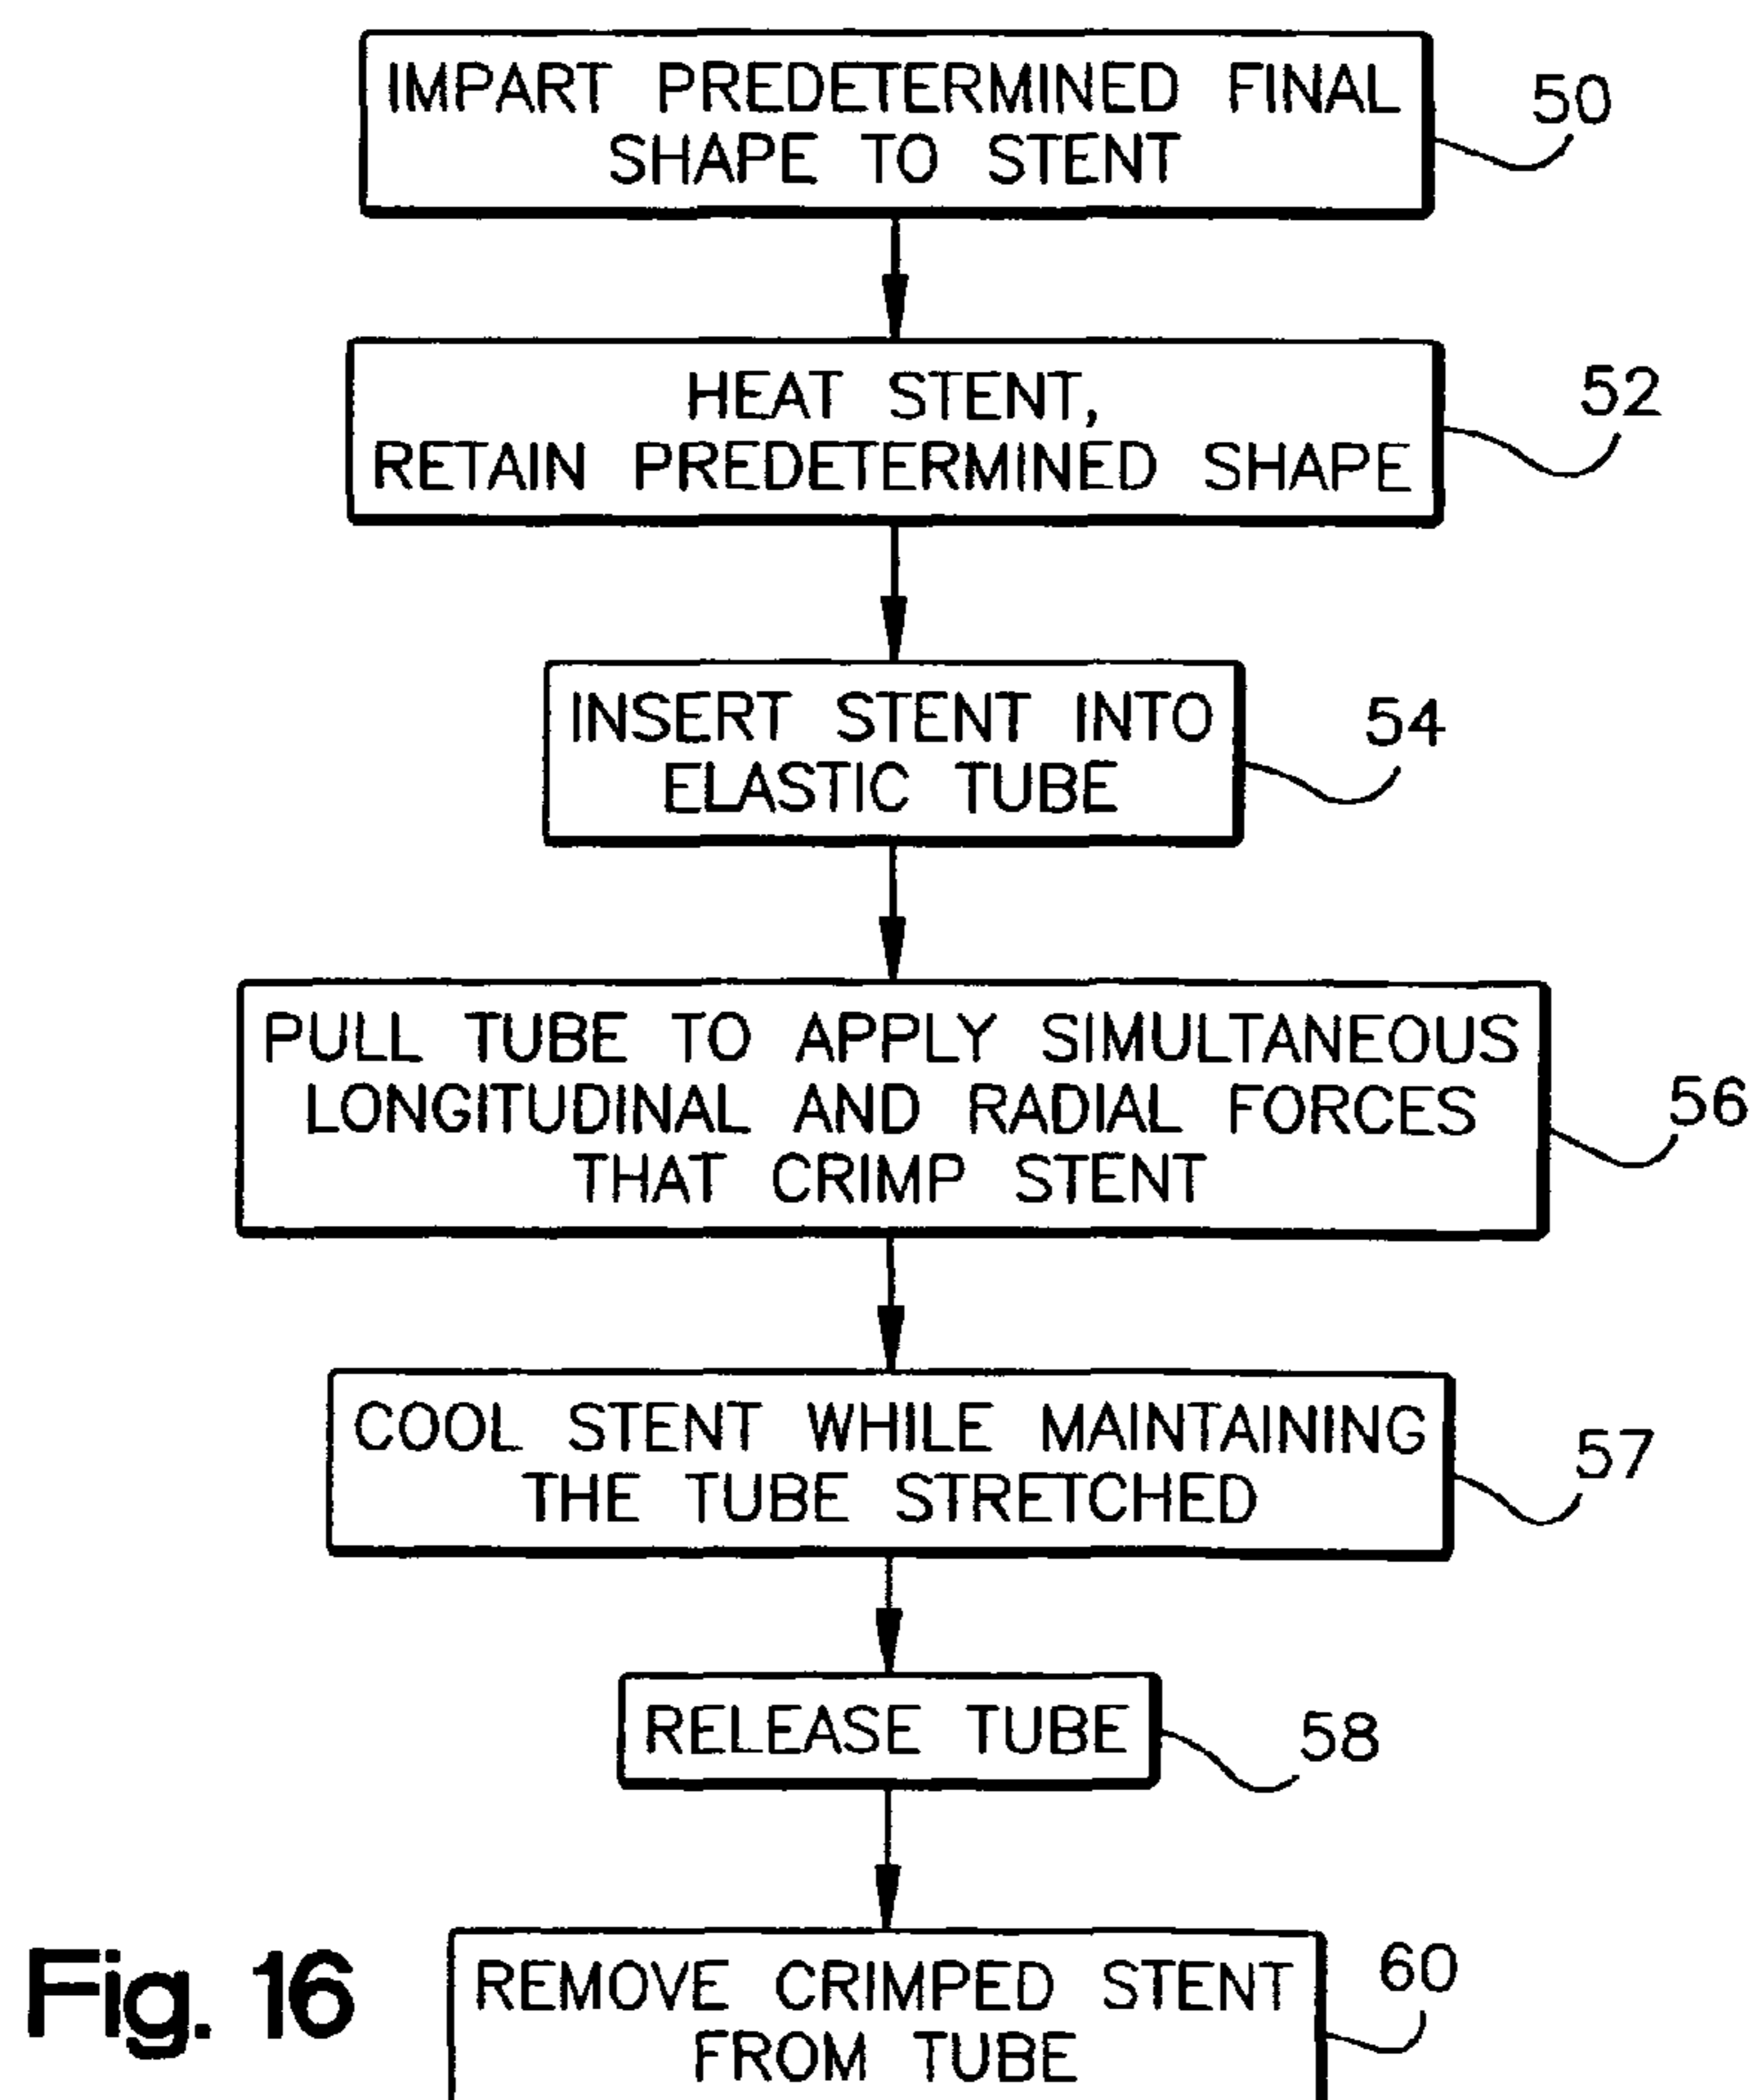 IMPART PREDETERMINED FINAL
SHAPE TO STENT
50
HEAT STENT,
RETAIN PREDETERMINED SHAPE
52
INSERT STENT INTO
ELASTIC TUBE
54
PULL TUBE TO APPLY SIMULTANEOUS
LONGITUDINAL AND RADIAL FORCES
THAT CRIMP STENT
56
COOL STENT WHILE MAINTAINING
THE TUBE STRETCHED
57
RELEASE TUBE
58
REMOVE CRIMPED STENT
FROM TUBE
60
Fig. 16